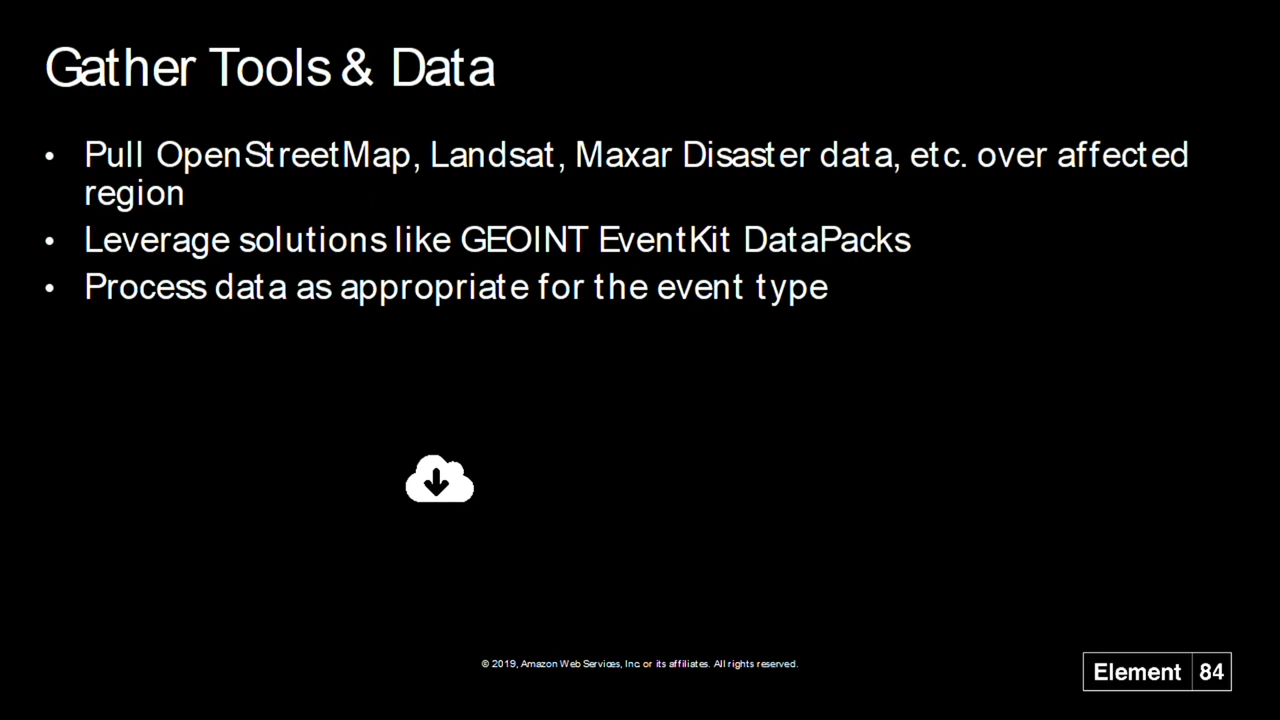 Gather Tools & Data
• Pull OpenStreetMap, Landsat, Maxar Disaster data, etc. over affected
region
• Leverage solutions like GEOINT EventKit DataPacks
• Process data as appropriate for the event type
© 2019, Amazon Web Services, Inc. or its affiliates. All rights reserved.
Element 84